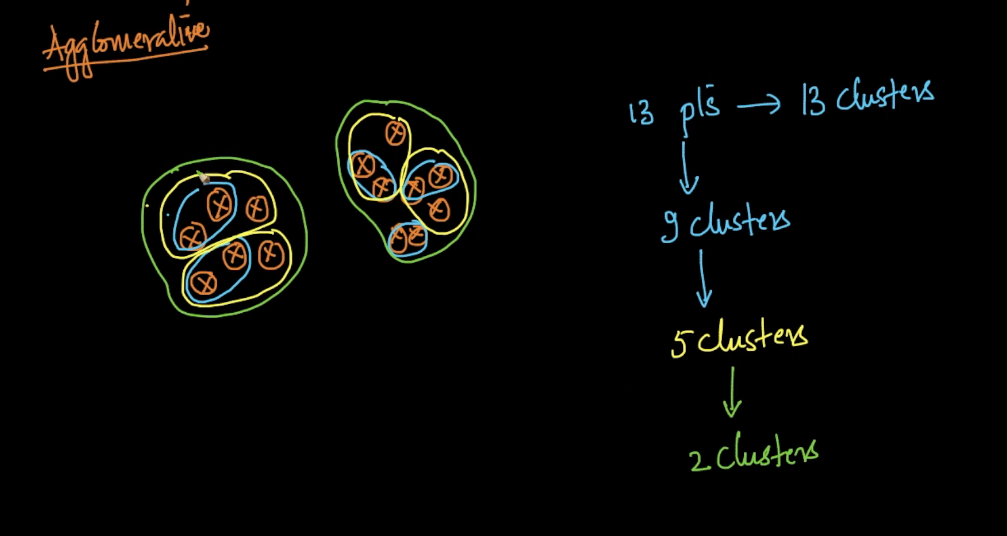 Agglomerative
13 pts → 13 clusters
↓
9 clusters
↓
5 clusters
↓
2 clusters